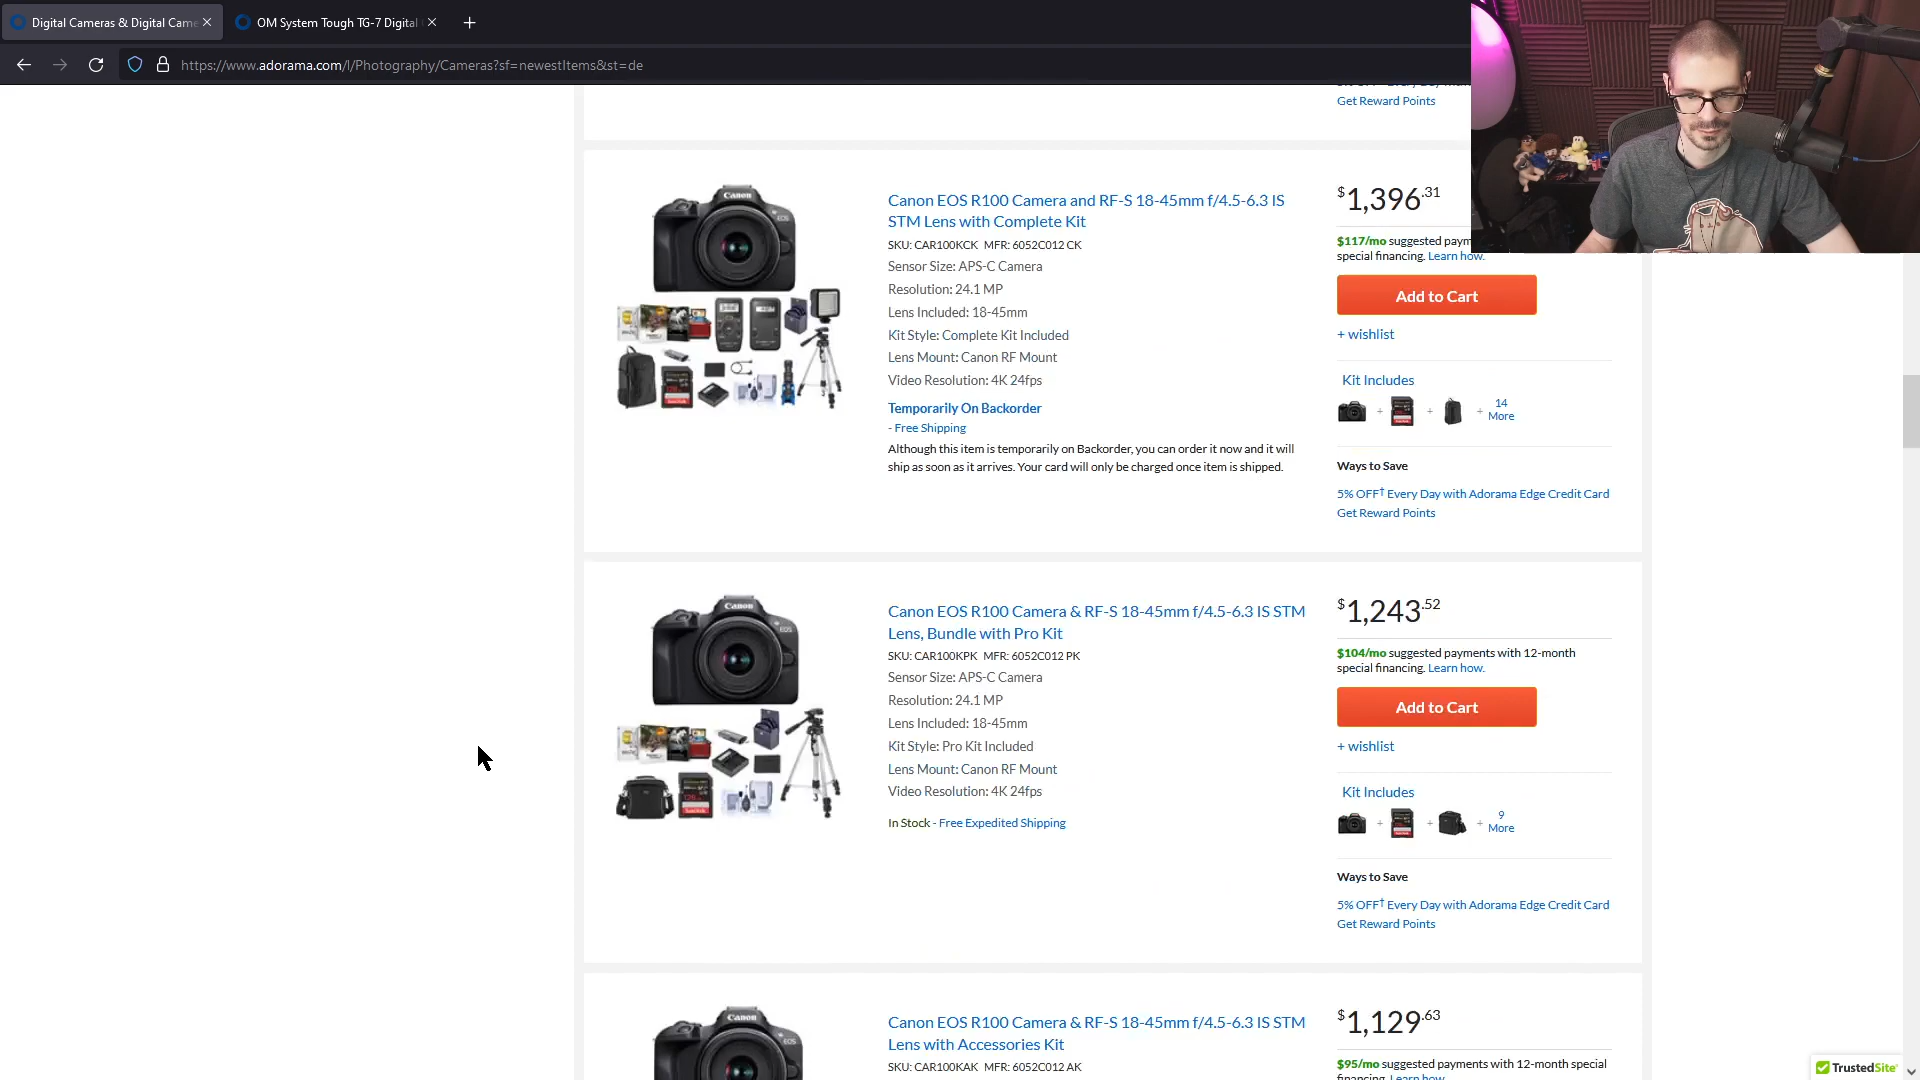 Digital Cameras & Digital Came
OM System Tough TG-7 Digital
https://www.adorama.com/l/Photography/Cameras?sf=newestItems&st=de
Get Reward Points
Canon
EOS
Canon EOS R100 Camera and RF-S 18-45mm f/4.5-6.3 IS
STM Lens with Complete Kit
SKU: CAR100KCK MFR: 6052C012 CK
Sensor Size: APS-C Camera
Resolution: 24.1 MP
Lens Included: 18-45mm
Kit Style: Complete Kit Included
Lens Mount: Canon RF Mount
Video Resolution: 4K 24fps
Temporarily On Backorder
- Free Shipping
Although this item is temporarily on Backorder, you can order it now and it will
ship as soon as it arrives. Your card will only be charged once item is shipped.
$1,396.31
$117/mo suggested paym
special financing. Learn how.
Add to Cart
+ wishlist
Kit Includes
+ + + 14
More
Ways to Save
5% OFF† Every Day with Adorama Edge Credit Card
Get Reward Points
Canon
EOS
Canon EOS R100 Camera & RF-S 18-45mm f/4.5-6.3 IS STM
Lens, Bundle with Pro Kit
SKU: CAR100KPK MFR: 6052C012 PK
Sensor Size: APS-C Camera
Resolution: 24.1 MP
Lens Included: 18-45mm
Kit Style: Pro Kit Included
Lens Mount: Canon RF Mount
Video Resolution: 4K 24fps
In Stock - Free Expedited Shipping
$1,243.52
$104/mo suggested payments with 12-month
special financing. Learn how.
Add to Cart
+ wishlist
Kit Includes
+ + + 9
More
Ways to Save
5% OFF† Every Day with Adorama Edge Credit Card
Get Reward Points
Canon
EOS
Canon EOS R100 Camera & RF-S 18-45mm f/4.5-6.3 IS STM
Lens with Accessories Kit
SKU: CAR100KAK MFR: 6052C012 AK
$1,129.63
$95/mo suggested payments with 12-month special
financing. Learn how.
TrustedSite